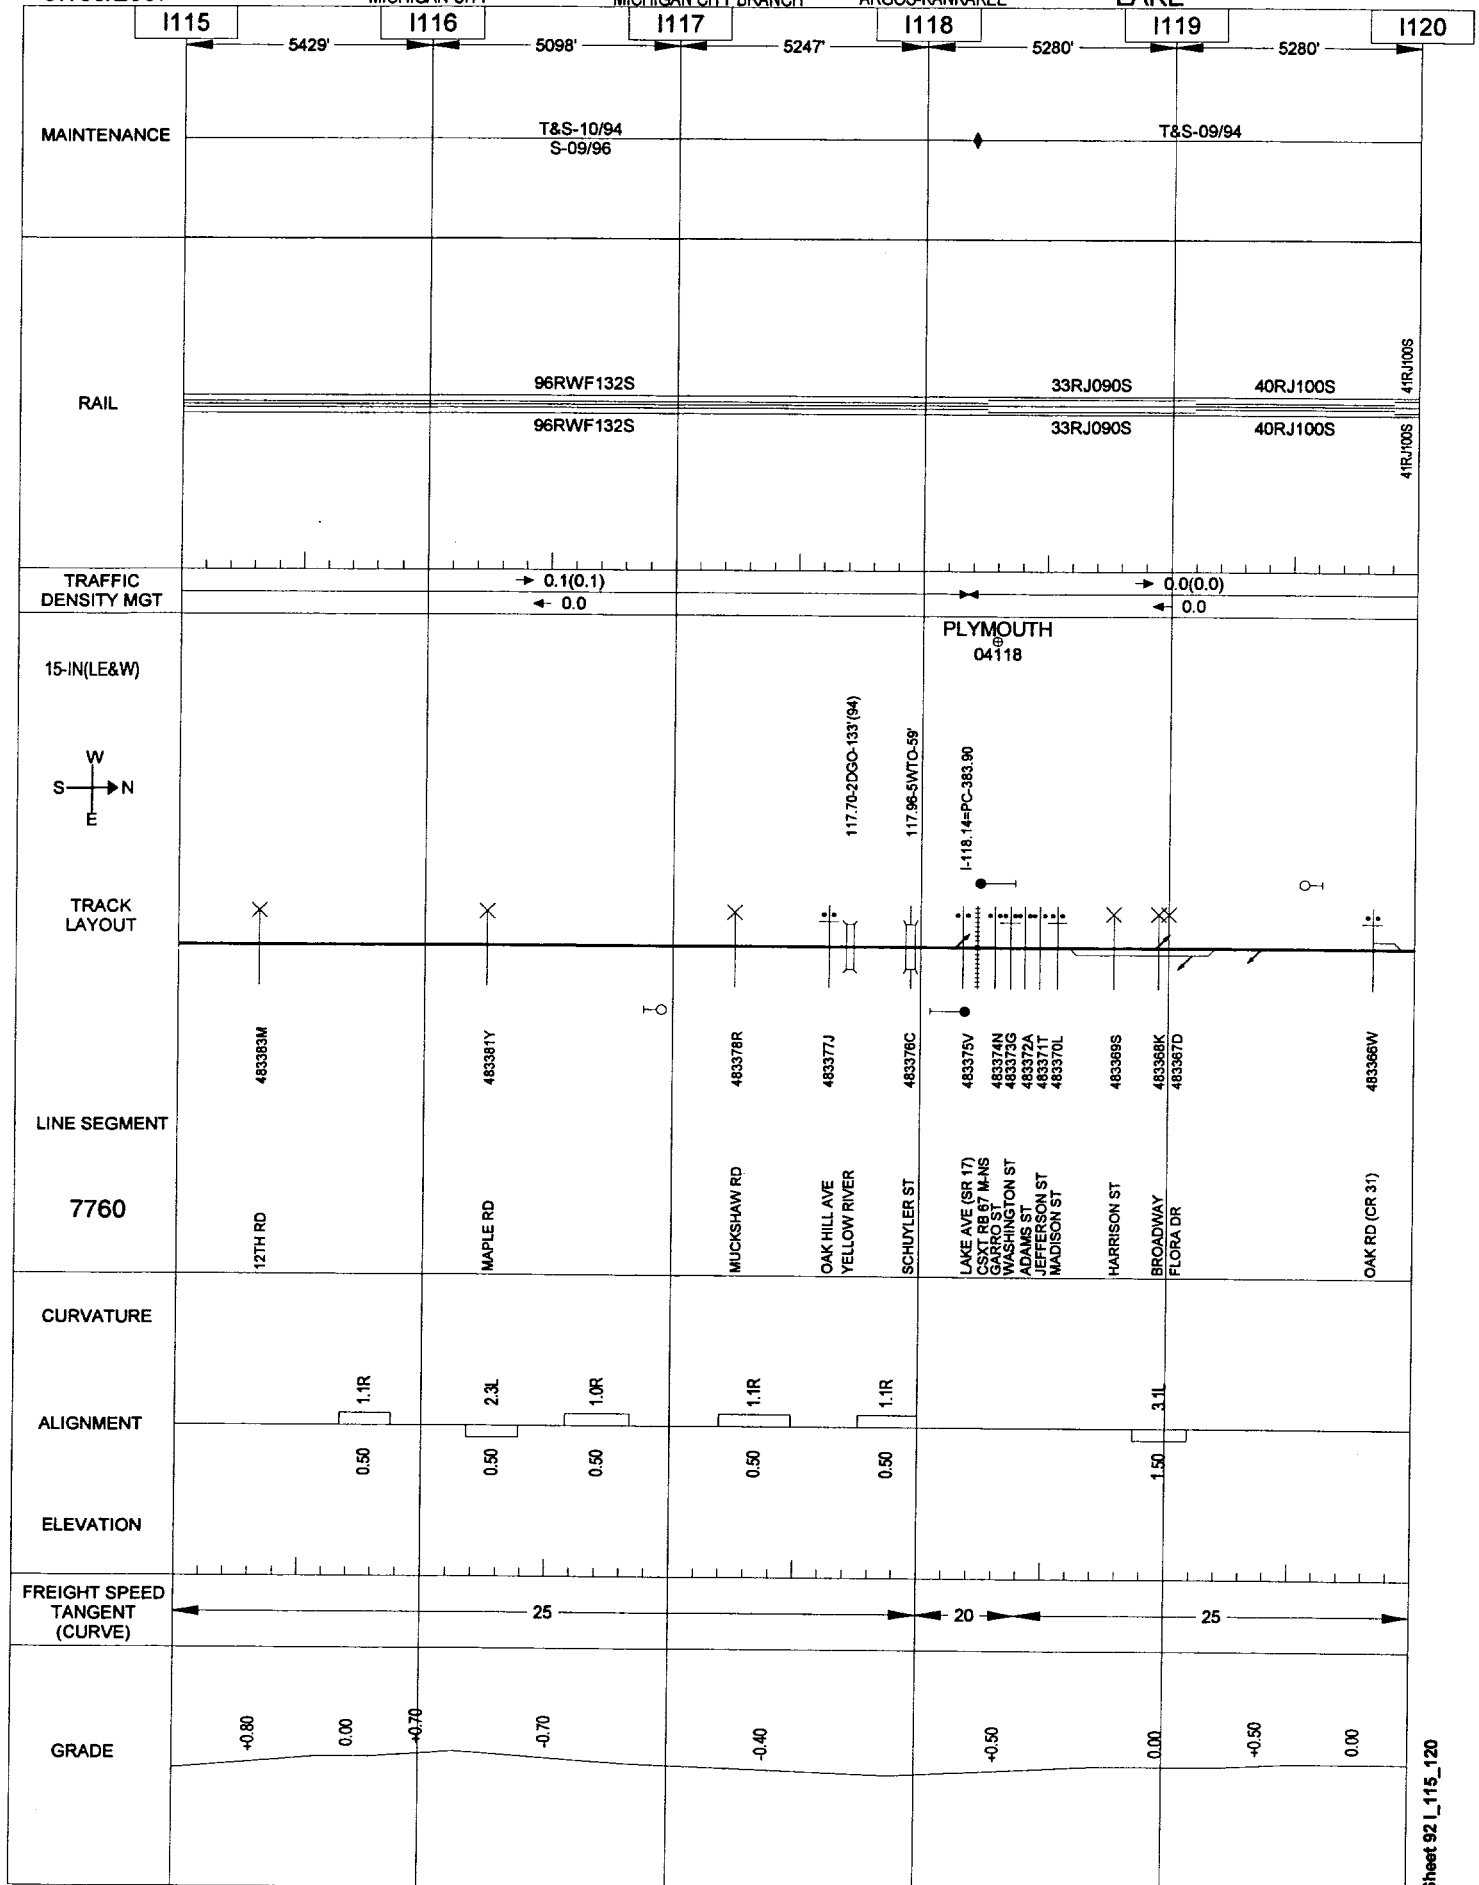 MICHIGAN CITY BRANCH
LAKE
I115 I116 I117 I118 I119 I120
5429' 5098' 5247' 5280' 5280'
MAINTENANCE
T&S-10/94
S-09/96
T&S-09/94
RAIL
96RWF132S 33RJ090S 40RJ100S 41RJ100S
96RWF132S 33RJ090S 40RJ100S 41RJ100S
TRAFFIC
DENSITY MGT
0.1(0.1)
0.0
0.0(0.0)
0.0
PLYMOUTH
04118
15-IN(LE&W)
W
S N
E
117.70-2DGO-133'(94)
117.96-5WTO-59'
I-118.14=PC-383.90
TRACK
LAYOUT
483383M
483381Y
483378R
483377J
483376C
483375V
483374N
483373G
483372A
483371T
483370L
483369S
483368K
483367D
483366W
LINE SEGMENT
7760
12TH RD
MAPLE RD
MUCKSHAW RD
OAK HILL AVE
YELLOW RIVER
SCHUYLER ST
LAKE AVE (SR 17)
CSXT RB 67 M-NS
GARRO ST
WASHINGTON ST
ADAMS ST
JEFFERSON ST
MADISON ST
HARRISON ST
BROADWAY
FLORA DR
OAK RD (CR 31)
CURVATURE
ALIGNMENT
1.1R 2.3L 1.0R 1.1R 1.1R 3.1L
0.50 0.50 0.50 0.50 0.50 1.50
ELEVATION
FREIGHT SPEED
TANGENT
(CURVE)
25 20 25
GRADE
+0.80 0.00 +0.70 -0.70 -0.40 +0.50 0.00 +0.50 0.00
Sheet 92 I_115_120